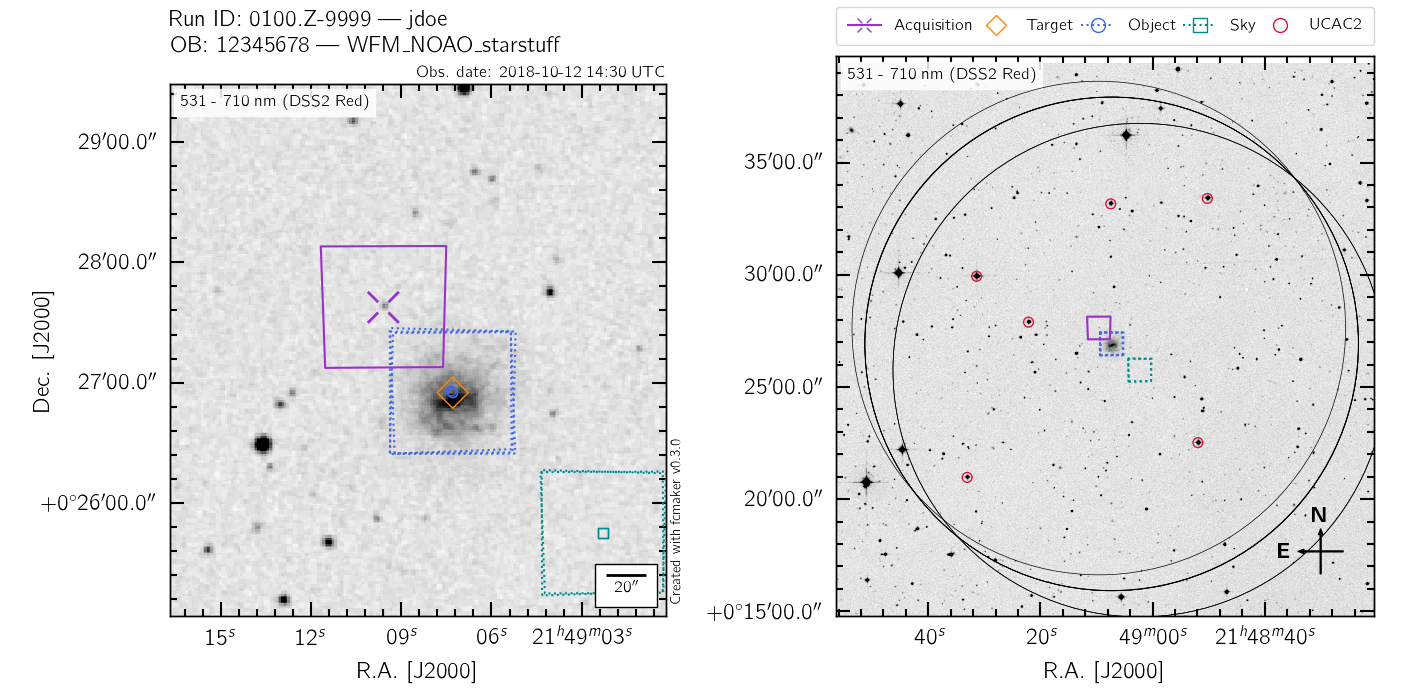 Run ID: 0100.Z-9999 — jdoe
OB: 12345678 — WFM_NOAO_starstuff
Obs. date: 2018-10-12 14:30 UTC
531 - 710 nm (DSS2 Red)
29′00.0″
28′00.0″
27′00.0″
+0°26′00.0″
Dec. [J2000]
20″
Created with fcmaker v0.3.0
15ˢ 12ˢ 09ˢ 06ˢ 21ʰ49ᵐ03ˢ
R.A. [J2000]
Acquisition Target Object Sky UCAC2
531 - 710 nm (DSS2 Red)
35′00.0″
30′00.0″
25′00.0″
20′00.0″
+0°15′00.0″
N
E
40ˢ 20ˢ 49ᵐ00ˢ 21ʰ48ᵐ40ˢ
R.A. [J2000]